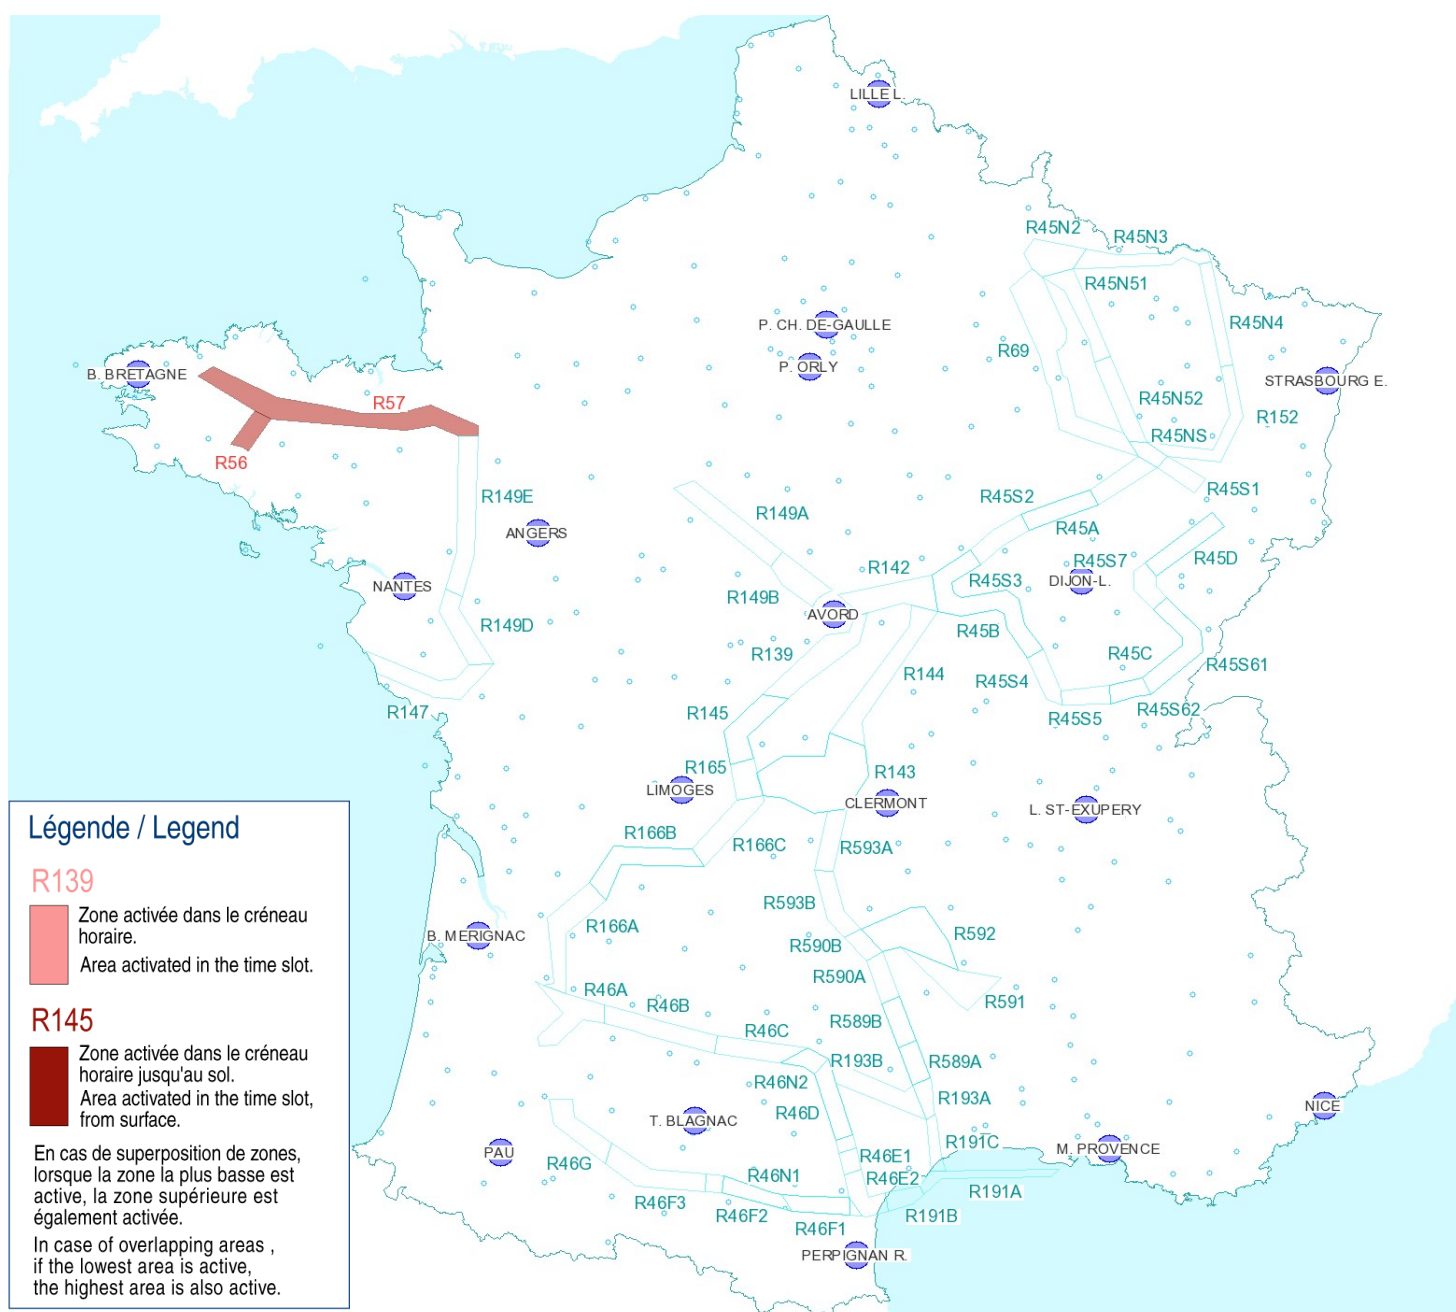 LILLE L.
R45N2
R45N3
R45N51
P. CH. DE-GAULLE
R45N4
R69
P. ORLY
B. BRETAGNE
STRASBOURG E.
R57
R45N52
R152
R45NS
R56
R149E
R45S2
R45S1
R149A
R45A
ANGERS
R45S7
R45D
R142
DIJON-L.
R45S3
NANTES
R149B
AVORD
R149D
R45B
R139
R45C
R45S61
R144
R45S4
R147
R145
R45S5
R45S62
R165
R143
LIMOGES
CLERMONT
L. ST-EXUPERY
R166B
R166C
R593A
R593B
R166A
B. MERIGNAC
R590B
R592
R590A
R46A
R591
R46B
R589B
R46C
R193B
R589A
R46N2
R193A
R46D
NICE
T. BLAGNAC
R191C
PAU
M. PROVENCE
R46E1
R46G
R46N1
R46E2
R191A
R46F3
R46F2
R191B
R46F1
PERPIGNAN R.
Légende / Legend
R139
Zone activée dans le créneau
horaire.
Area activated in the time slot.
R145
Zone activée dans le créneau
horaire jusqu'au sol.
Area activated in the time slot,
from surface.
En cas de superposition de zones,
lorsque la zone la plus basse est
active, la zone supérieure est
également activée.
In case of overlapping areas ,
if the lowest area is active,
the highest area is also active.